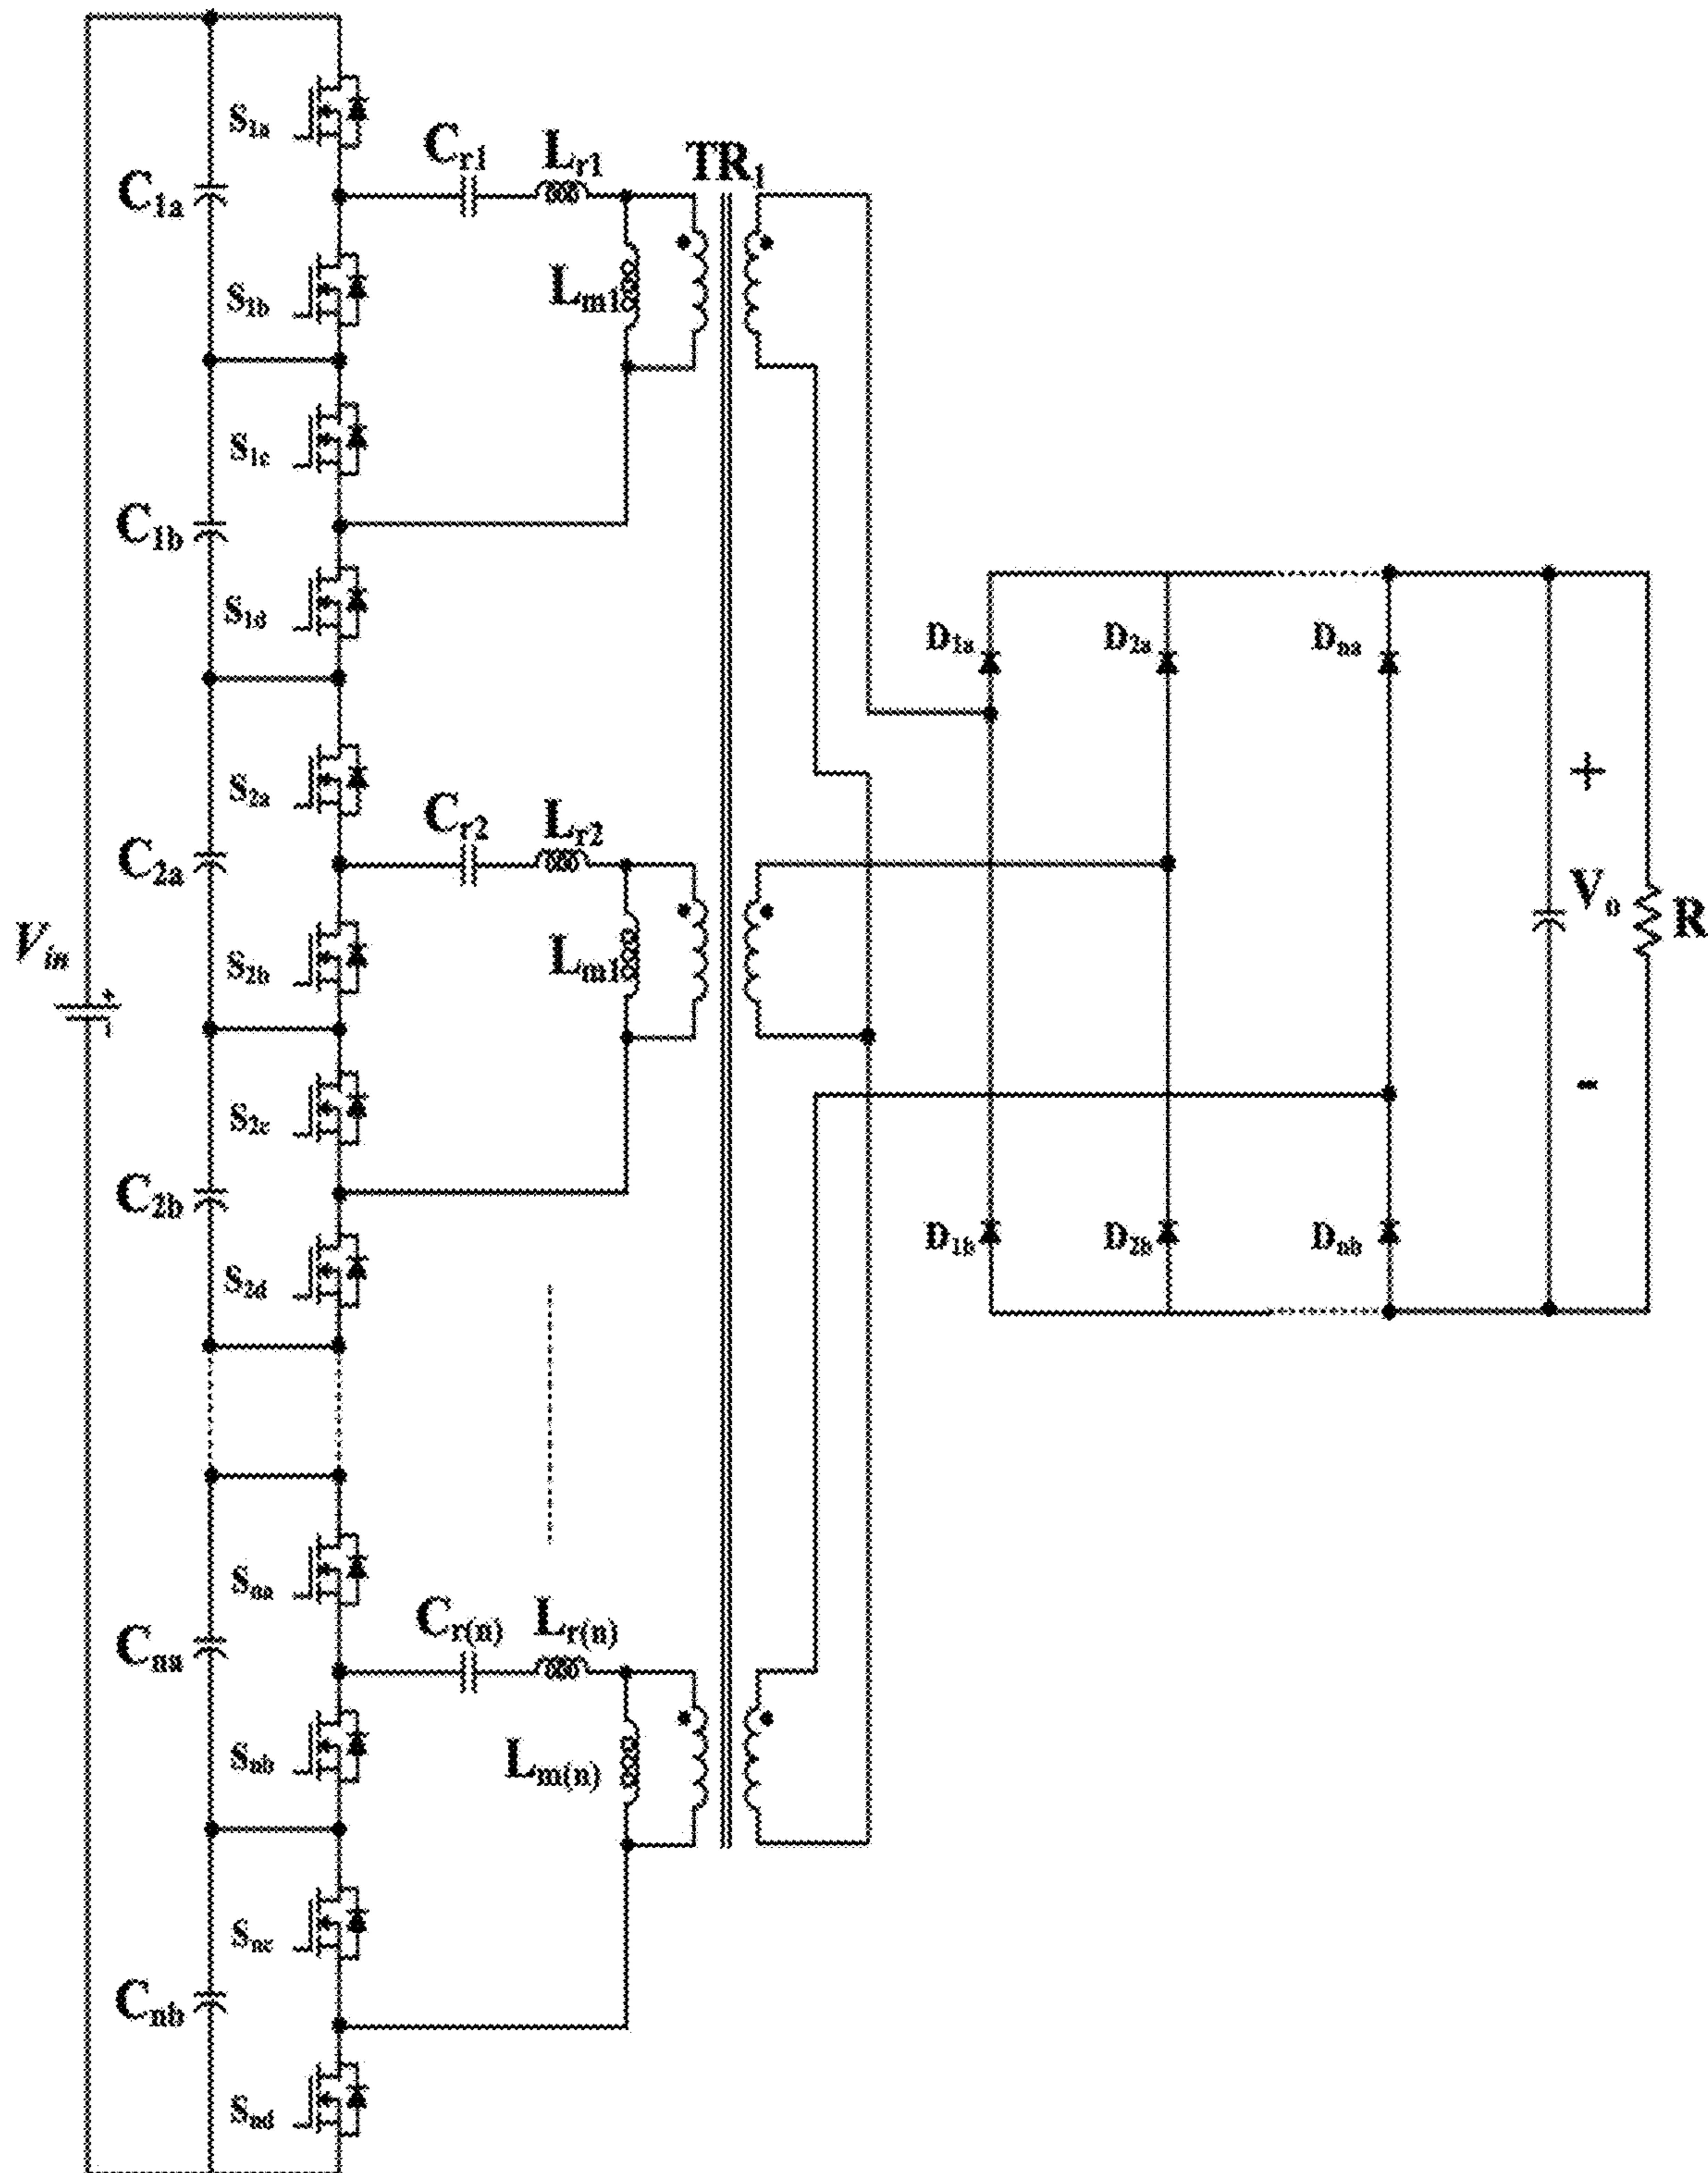 S1a
Cr1
Lr1
TR1
C1a
Lm1
S1b
S1c
C1b
S1d
D1a
D2a
Dna
S2a
Cr2
Lr2
C2a
+
Vo
R
Vin
+
S2b
Lm1
-
S2c
C2b
D1b
D2b
Dnb
S2d
Sna
Cr(n)
Lr(n)
Cna
Snb
Lm(n)
Snc
Cnb
Snd